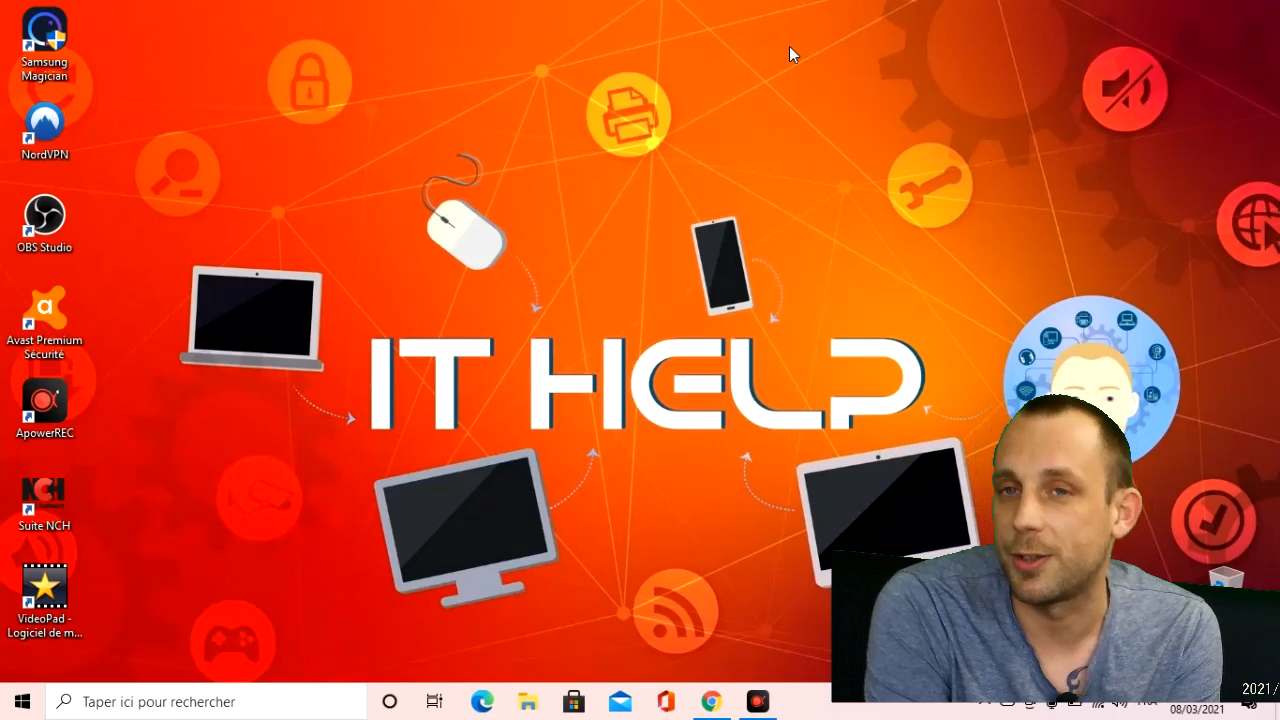 Samsung
Magician
NordVPN
OBS Studio
a
Avast Premium
Sécurité
ApowerREC
NCH
Suite NCH
VideoPad -
Logiciel de m...
IT HELP
Taper ici pour rechercher
2021/
08/03/2021